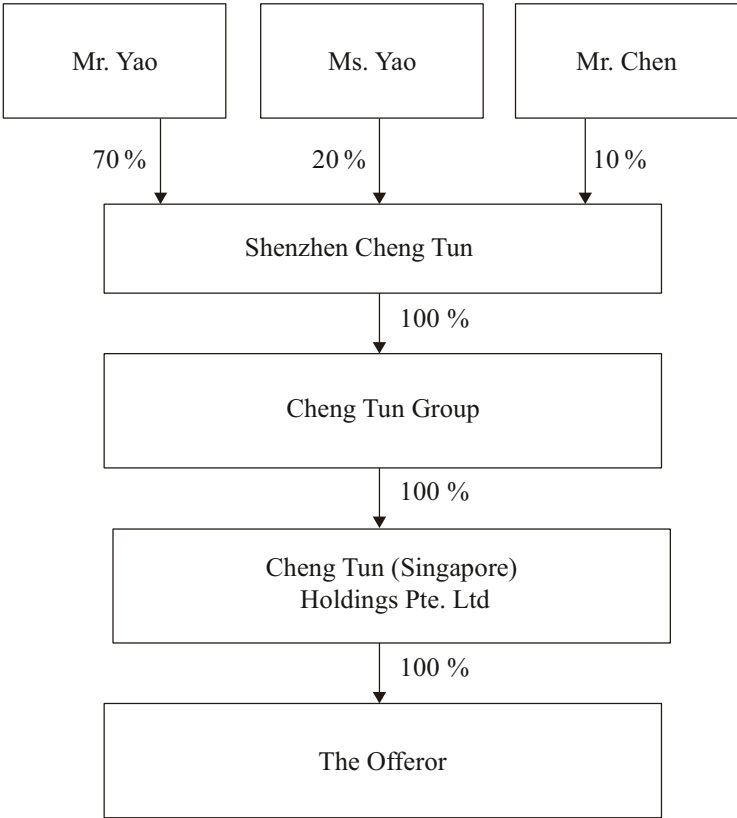 Mr. Yao
Ms. Yao
Mr. Chen
70 %
20 %
10 %
Shenzhen Cheng Tun
100 %
Cheng Tun Group
100 %
Cheng Tun (Singapore)
Holdings Pte. Ltd
100 %
The Offeror